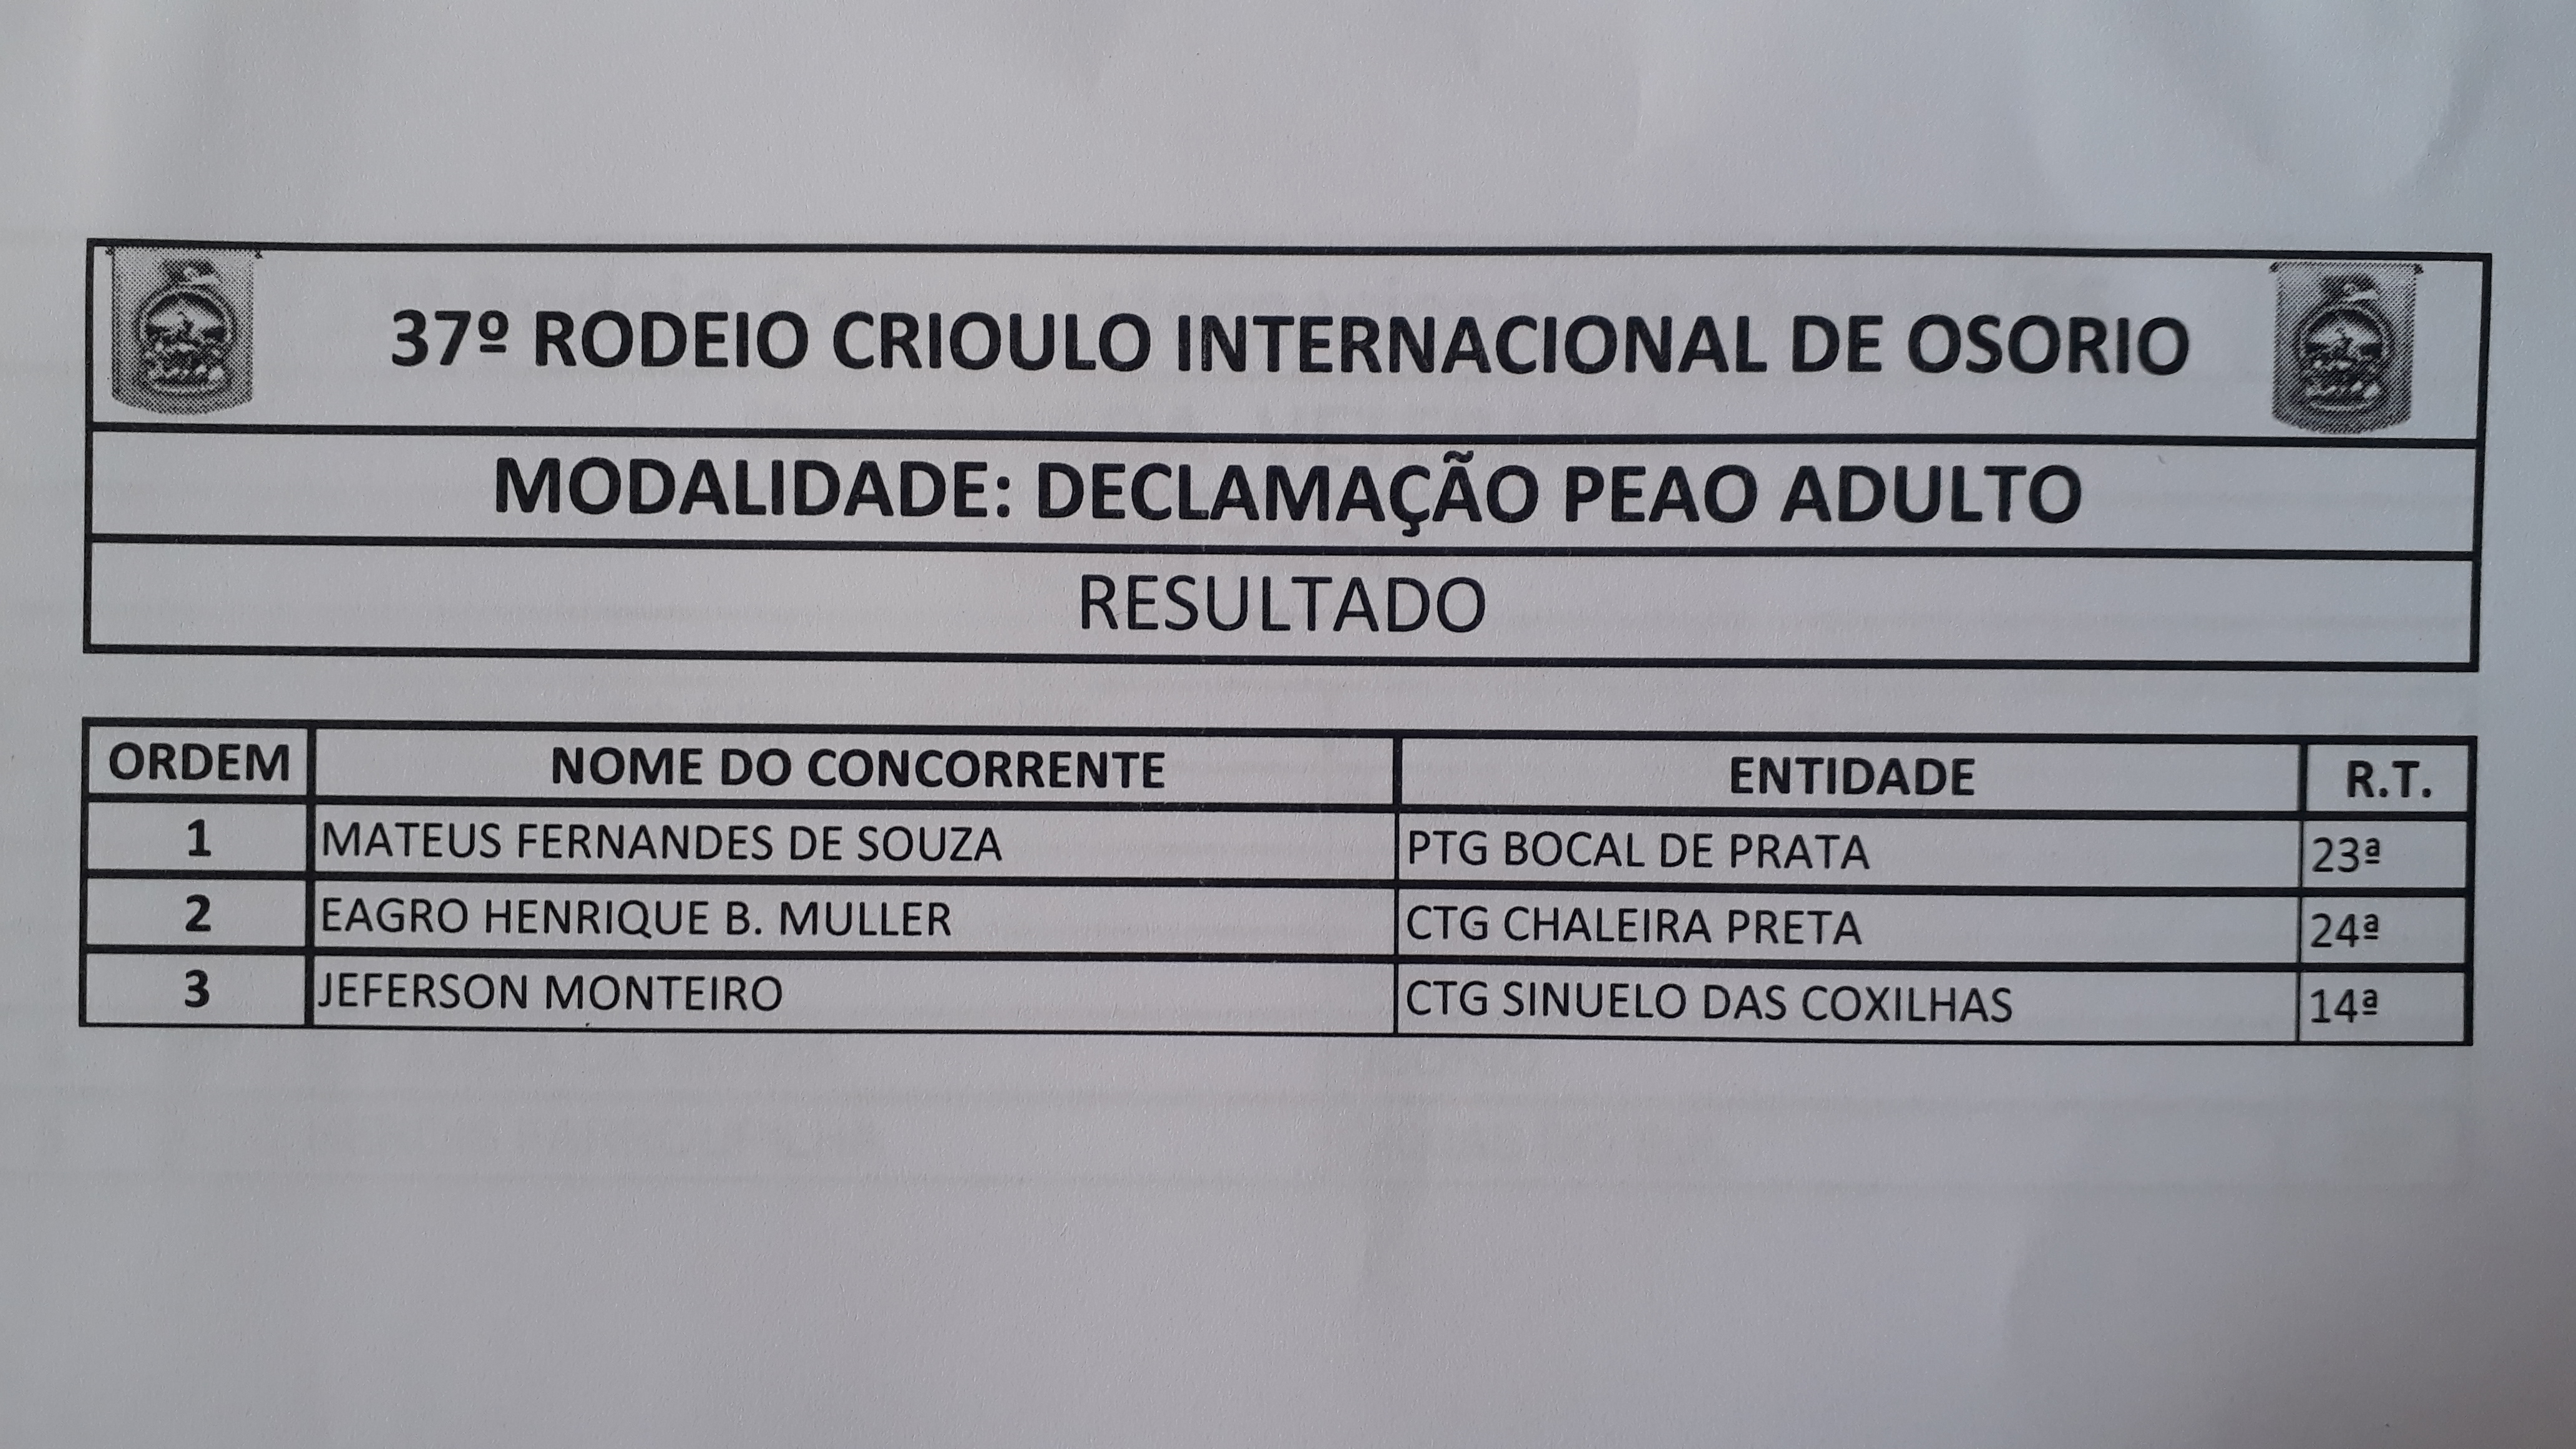 37º RODEIO CRIOULO INTERNACIONAL DE OSORIO
MODALIDADE: DECLAMAÇÃO PEAO ADULTO
RESULTADO
ORDEM NOME DO CONCORRENTE ENTIDADE R.T.
1 MATEUS FERNANDES DE SOUZA PTG BOCAL DE PRATA 23ª
2 EAGRO HENRIQUE B. MULLER CTG CHALEIRA PRETA 24ª
3 JEFERSON MONTEIRO CTG SINUELO DAS COXILHAS 14ª